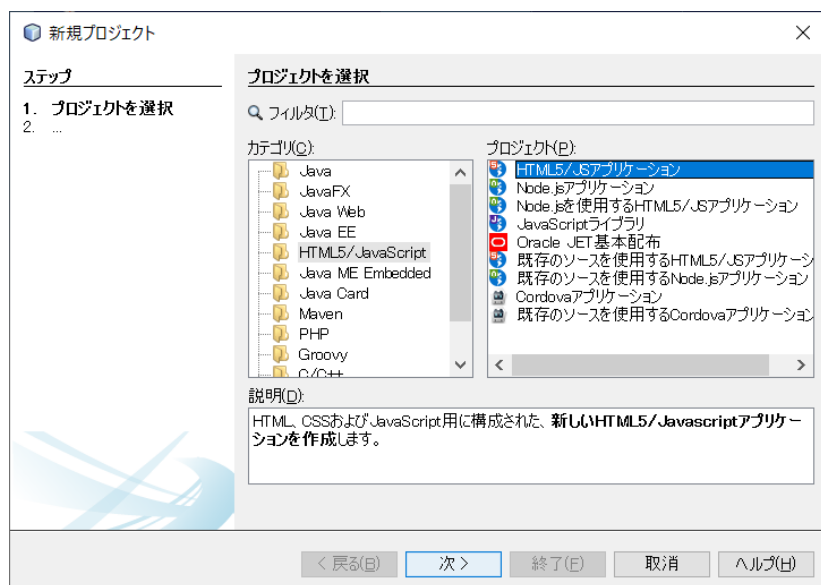 新規プロジェクト
ステップ
1. プロジェクトを選択
2. ...
プロジェクトを選択
フィルタ(I):
カテゴリ(C):
Java
JavaFX
Java Web
Java EE
HTML5/JavaScript
Java ME Embedded
Java Card
Maven
PHP
Groovy
C/C++
プロジェクト(P):
HTML5/JSアプリケーション
Node.jsアプリケーション
Node.jsを使用するHTML5/JSアプリケーション
JavaScriptライブラリ
Oracle JET基本配布
既存のソースを使用するHTML5/JSアプリケーシ
既存のソースを使用するNode.jsアプリケーション
Cordovaアプリケーション
既存のソースを使用するCordovaアプリケーション
説明(D):
HTML、CSSおよびJavaScript用に構成された、新しいHTML5/Javascriptアプリケー
ションを作成します。
< 戻る(B)
次 >
終了(F)
取消
ヘルプ(H)